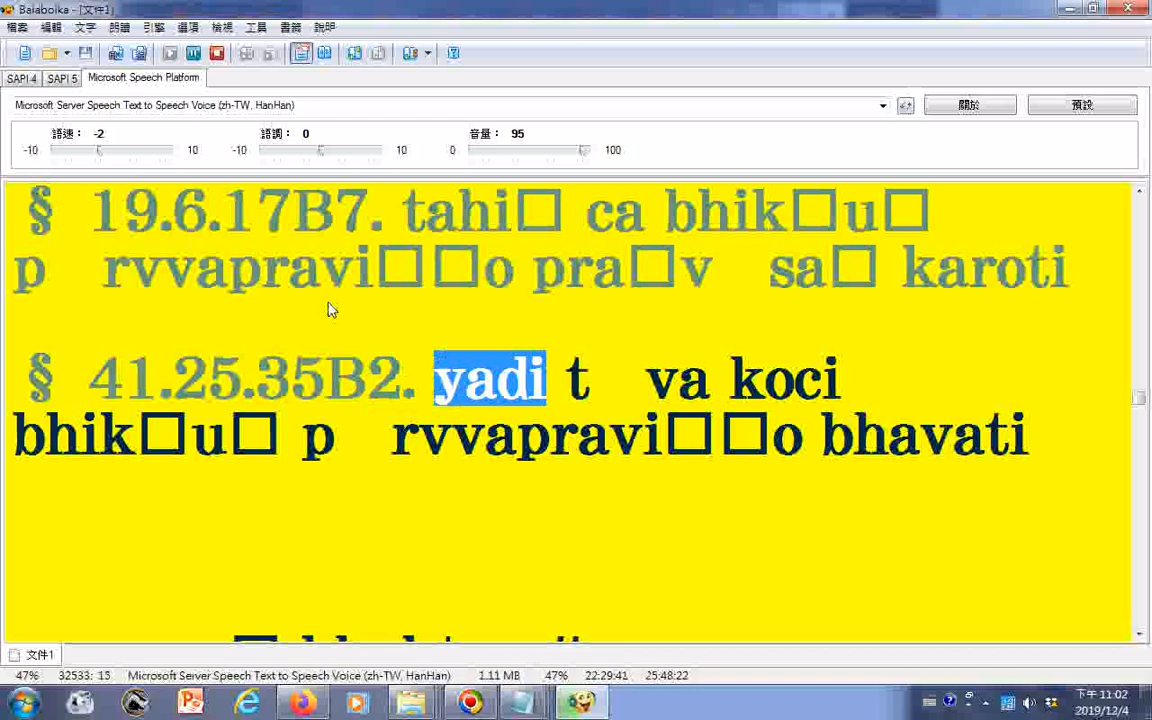 Balabolka - [文件1]
檔案 編輯 文字 朗讀 引擎 選項 檢視 工具 書籤 說明
SAPI 4 SAPI 5 Microsoft Speech Platform
Microsoft Server Speech Text to Speech Voice (zh-TW, HanHan) 關於 預設
語速： -2 語調： 0 音量： 95
-10 10 -10 10 0 100
§ 19.6.17B7. tahi□ ca bhik□u□
p rvvapravi□□o pra□v sa□ karoti
§ 41.25.35B2. yadi t va koci
bhik□u□ p rvvapravi□□o bhavati
文件1
47% 32533: 15 Microsoft Server Speech Text to Speech Voice (zh-TW, HanHan) 1.11 MB 47% 22:29:41 25:48:22
下午 11:02
2019/12/4